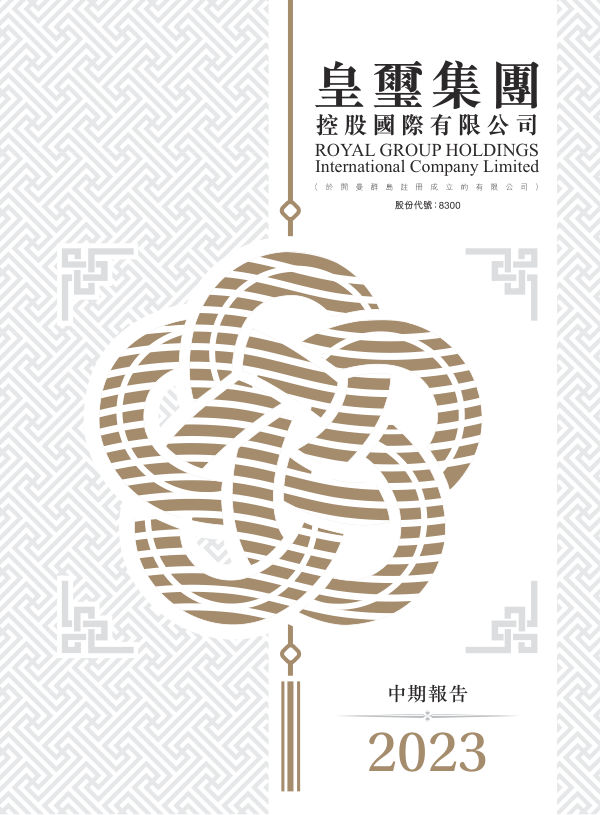 皇璽集團
控股國際有限公司
ROYAL GROUP HOLDINGS
International Company Limited
(於開曼群島註冊成立的有限公司)
股份代號：8300
中期報告
2023